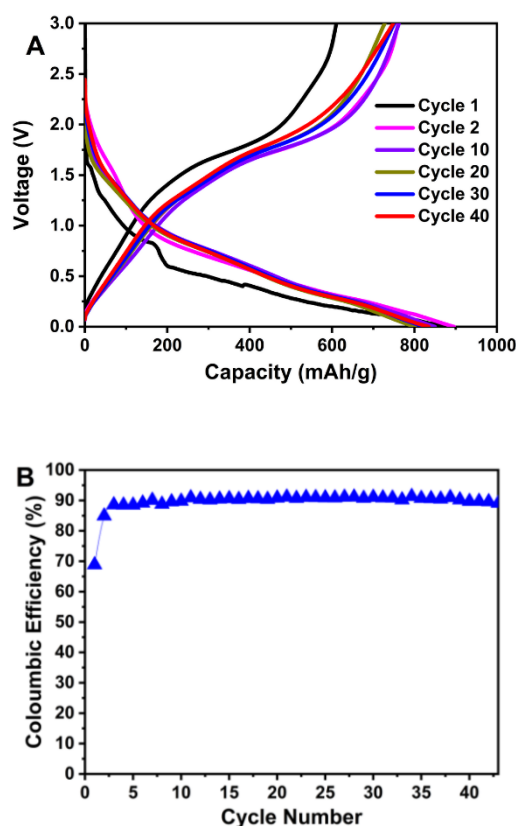 A
3.0
2.5
2.0
1.5
1.0
0.5
0.0
Voltage (V)
Cycle 1
Cycle 2
Cycle 10
Cycle 20
Cycle 30
Cycle 40
0 200 400 600 800 1000
Capacity (mAh/g)
B
100
90
80
70
60
50
40
30
20
10
0
Coloumbic Efficiency (%)
0 5 10 15 20 25 30 35 40
Cycle Number